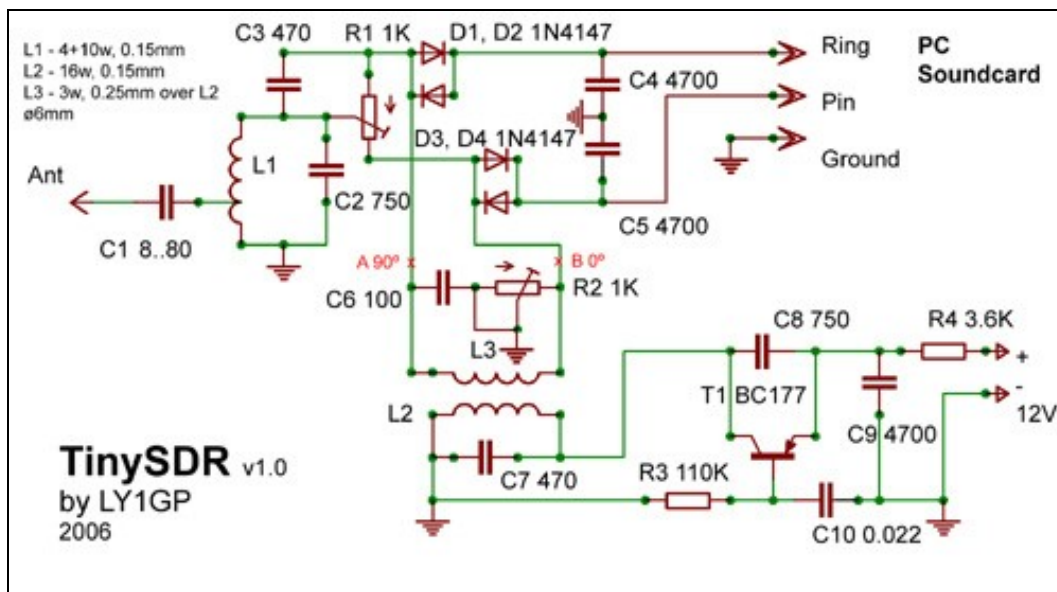 L1 - 4+10w, 0.15mm
L2 - 16w, 0.15mm
L3 - 3w, 0.25mm over L2
ø6mm
C3 470
R1 1K
D1, D2 1N4147
Ring
PC
Soundcard
C4 4700
Pin
D3, D4 1N4147
Ground
L1
Ant
C2 750
C5 4700
C1 8..80
A 90º
B 0º
C6 100
R2 1K
C8 750
R4 3.6K
L3
+
T1 BC177
-
12V
L2
C9 4700
TinySDR v1.0
C7 470
R3 110K
by LY1GP
2006
C10 0.022